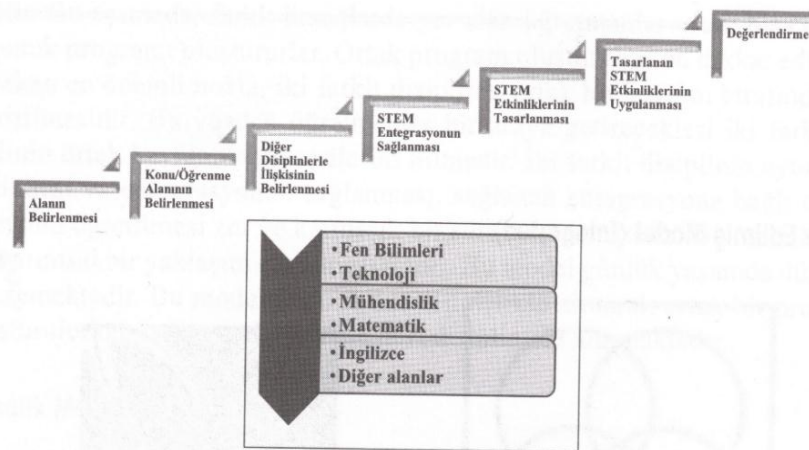 Alanın
Belirlenmesi
Konu/Öğrenme
Alanının
Belirlenmesi
Diğer
Disiplinlerle
İlişkisinin
Belirlenmesi
STEM
Entegrasyonun
Sağlanması
STEM
Etkinliklerinin
Tasarlanması
Tasarlanan
STEM
Etkinliklerinin
Uygulanması
Değerlendirme
•Fen Bilimleri
•Teknoloji
•Mühendislik
•Matematik
•İngilizce
•Diğer alanlar